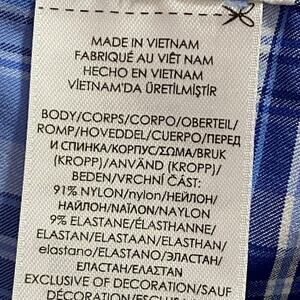 MADE IN VIETNAM
FABRIQUÉ AU VIÊT NAM
HECHO EN VIETNAM
VIETNAM'DA ÜRETİLMİŞTİR
BODY/CORPS/CORPO/OBERTEIL/
ROMP/HOVEDDEL/CUERPO/ПЕРЕД
И СПИНКА/КОРПУС/ΣΩΜΑ/BRUK
(KROPP)/ANVÄND (KROPP)/
BEDEN/VRCHNÍ ČÁST:
91% NYLON/nylon/НЕЙЛОН/
НАЙЛОН/ΝΑΪΛΟΝ/NAYLON
9% ELASTANE/ÉLASTHANNE/
ELASTAN/ELASTAAN/ELASTHAN/
elastano/ELASTANO/ЭЛАСТАН/
ЕЛАСТАН/ΕΛΑΣΤΑΝ
EXCLUSIVE OF DECORATION/SAUF